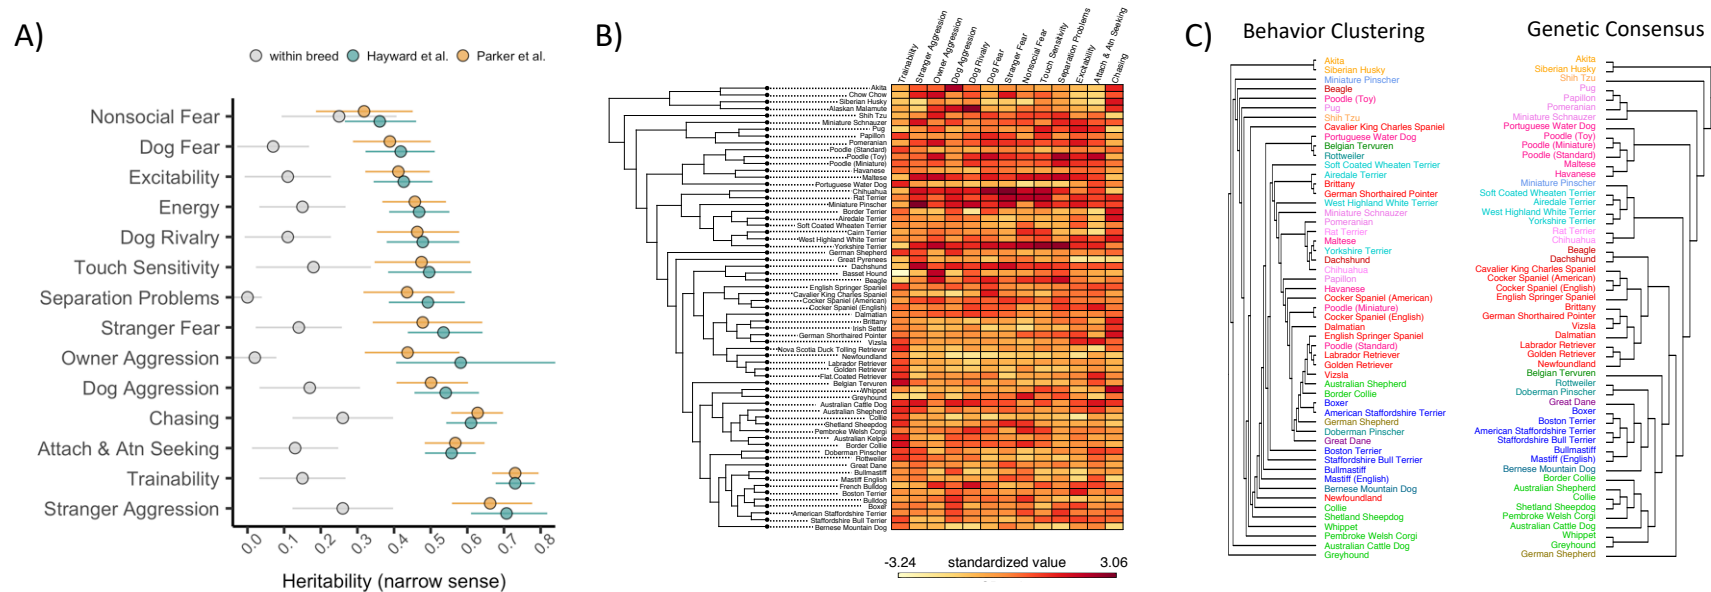 A)
within breed
Hayward et al.
Parker et al.
Nonsocial Fear
Dog Fear
Excitability
Energy
Dog Rivalry
Touch Sensitivity
Separation Problems
Stranger Fear
Owner Aggression
Dog Aggression
Chasing
Attach & Atn Seeking
Trainability
Stranger Aggression
0.0
0.1
0.2
0.3
0.4
0.5
0.6
0.7
0.8
Heritability (narrow sense)
B)
Trainability
Stranger Aggression
Owner Aggression
Dog Aggression
Dog Rivalry
Dog Fear
Stranger Fear
Nonsocial Fear
Touch Sensitivity
Separation Problems
Excitability
Attach & Atn Seeking
Chasing
Akita
Chow Chow
Siberian Husky
Alaskan Malamute
Shih Tzu
Miniature Schnauzer
Pug
Papillon
Pomeranian
Poodle (Standard)
Poodle (Toy)
Poodle (Miniature)
Havanese
Maltese
Portuguese Water Dog
Chihuahua
Rat Terrier
Miniature Pinscher
Border Terrier
Airedale Terrier
Soft Coated Wheaten Terrier
Cairn Terrier
West Highland White Terrier
Yorkshire Terrier
German Shepherd
Great Pyrenees
Dachshund
Basset Hound
Beagle
English Springer Spaniel
Cavalier King Charles Spaniel
Cocker Spaniel (American)
Cocker Spaniel (English)
Dalmatian
Brittany
Irish Setter
German Shorthaired Pointer
Vizsla
Nova Scotia Duck Tolling Retriever
Newfoundland
Labrador Retriever
Golden Retriever
Flat.Coated Retriever
Belgian Tervuren
Whippet
Greyhound
Australian Cattle Dog
Australian Shepherd
Collie
Shetland Sheepdog
Pembroke Welsh Corgi
Australian Kelpie
Border Collie
Doberman Pinscher
Rottweiler
Great Dane
Bullmastiff
Mastiff English
French Bulldog
Boston Terrier
Bulldog
Boxer
American Staffordshire Terrier
Staffordshire Bull Terrier
Bernese Mountain Dog
-3.24 standardized value 3.06
C)
Behavior Clustering
Akita
Siberian Husky
Miniature Pinscher
Beagle
Poodle (Toy)
Pug
Shih Tzu
Cavalier King Charles Spaniel
Portuguese Water Dog
Belgian Tervuren
Rottweiler
Soft Coated Wheaten Terrier
Airedale Terrier
Brittany
German Shorthaired Pointer
West Highland White Terrier
Miniature Schnauzer
Pomeranian
Rat Terrier
Maltese
Yorkshire Terrier
Dachshund
Chihuahua
Papillon
Havanese
Cocker Spaniel (American)
Poodle (Miniature)
Cocker Spaniel (English)
Dalmatian
English Springer Spaniel
Poodle (Standard)
Labrador Retriever
Golden Retriever
Vizsla
Australian Shepherd
Border Collie
Boxer
American Staffordshire Terrier
German Shepherd
Doberman Pinscher
Great Dane
Boston Terrier
Staffordshire Bull Terrier
Bullmastiff
Mastiff (English)
Bernese Mountain Dog
Newfoundland
Collie
Shetland Sheepdog
Whippet
Pembroke Welsh Corgi
Australian Cattle Dog
Greyhound
Genetic Consensus
Akita
Siberian Husky
Shih Tzu
Pug
Papillon
Pomeranian
Miniature Schnauzer
Portuguese Water Dog
Poodle (Toy)
Poodle (Miniature)
Poodle (Standard)
Maltese
Havanese
Miniature Pinscher
Soft Coated Wheaten Terrier
Airedale Terrier
West Highland White Terrier
Yorkshire Terrier
Rat Terrier
Chihuahua
Beagle
Dachshund
Cavalier King Charles Spaniel
Cocker Spaniel (American)
Cocker Spaniel (English)
English Springer Spaniel
Brittany
German Shorthaired Pointer
Vizsla
Dalmatian
Labrador Retriever
Golden Retriever
Newfoundland
Belgian Tervuren
Rottweiler
Doberman Pinscher
Great Dane
Boxer
Boston Terrier
American Staffordshire Terrier
Staffordshire Bull Terrier
Bullmastiff
Mastiff (English)
Bernese Mountain Dog
Border Collie
Australian Shepherd
Collie
Shetland Sheepdog
Pembroke Welsh Corgi
Australian Cattle Dog
Whippet
Greyhound
German Shepherd